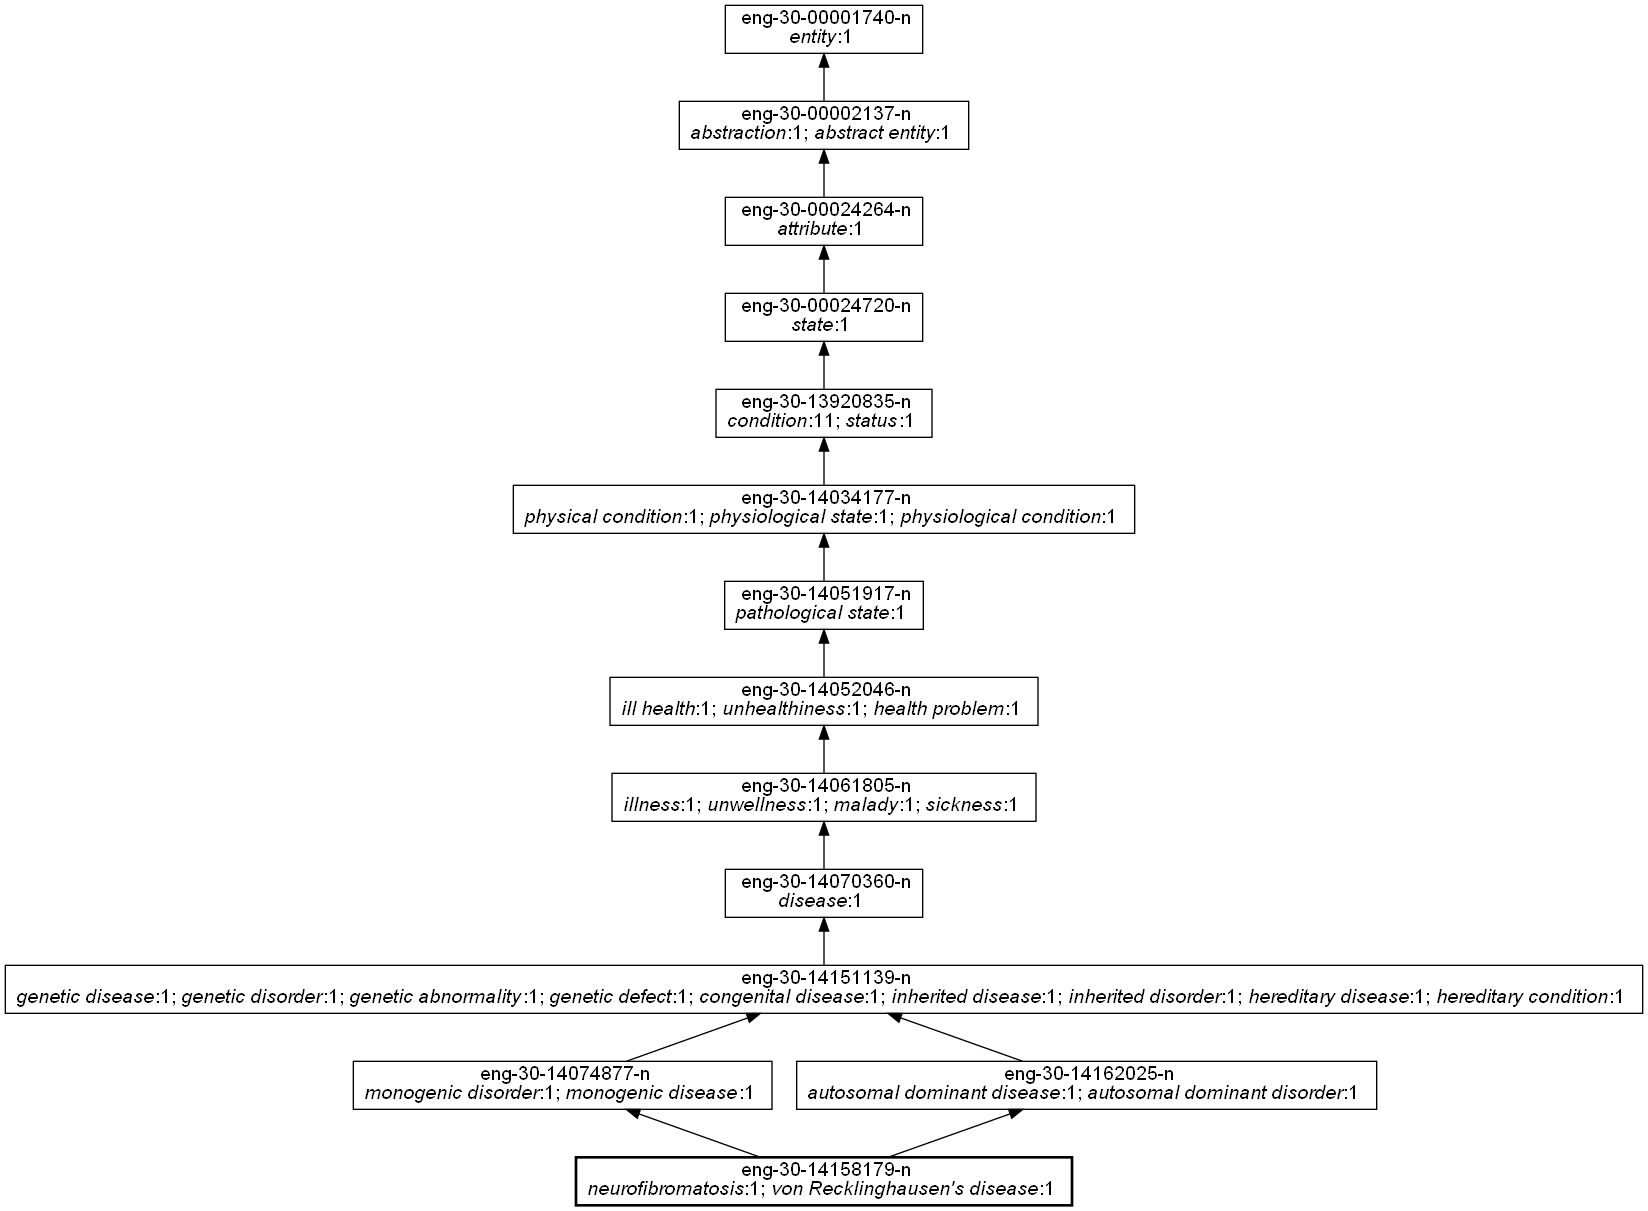 eng-30-00001740-n
entity:1
eng-30-00002137-n
abstraction:1; abstract entity:1
eng-30-00024264-n
attribute:1
eng-30-00024720-n
state:1
eng-30-13920835-n
condition:11; status:1
eng-30-14034177-n
physical condition:1; physiological state:1; physiological condition:1
eng-30-14051917-n
pathological state:1
eng-30-14052046-n
ill health:1; unhealthiness:1; health problem:1
eng-30-14061805-n
illness:1; unwellness:1; malady:1; sickness:1
eng-30-14070360-n
disease:1
eng-30-14151139-n
genetic disease:1; genetic disorder:1; genetic abnormality:1; genetic defect:1; congenital disease:1; inherited disease:1; inherited disorder:1; hereditary disease:1; hereditary condition:1
eng-30-14074877-n
monogenic disorder:1; monogenic disease:1
eng-30-14162025-n
autosomal dominant disease:1; autosomal dominant disorder:1
eng-30-14158179-n
neurofibromatosis:1; von Recklinghausen's disease:1